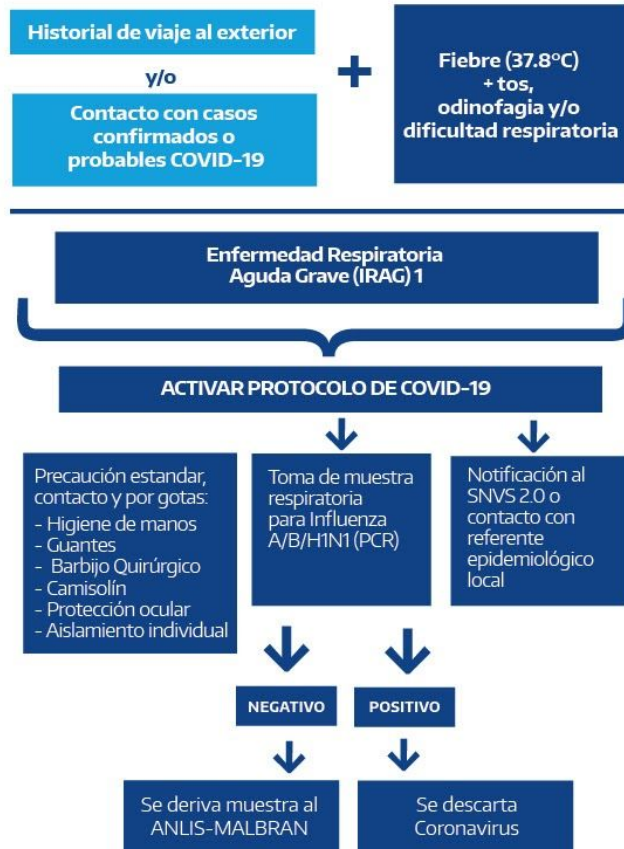 Historial de viaje al exterior
y/o
Contacto con casos
confirmados o
probables COVID-19
+
Fiebre (37.8°C)
+ tos,
odinofagia y/o
dificultad respiratoria
Enfermedad Respiratoria
Aguda Grave (IRAG) 1
ACTIVAR PROTOCOLO DE COVID-19
Precaución estandar,
contacto y por gotas:
- Higiene de manos
- Guantes
- Barbijo Quirúrgico
- Camisolín
- Protección ocular
- Aislamiento individual
Toma de muestra
respiratoria
para Influenza
A/B/H1N1 (PCR)
Notificación al
SNVS 2.0 o
contacto con
referente
epidemiológico
local
NEGATIVO
POSITIVO
Se deriva muestra al
ANLIS-MALBRAN
Se descarta
Coronavirus